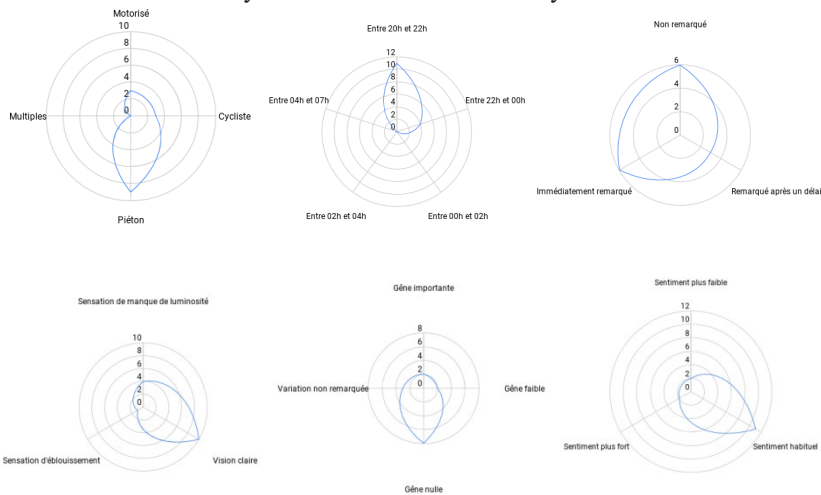 Motorisé
10
8
6
4
2
0
Multiples
Cycliste
Piéton
Entre 20h et 22h
12
10
8
6
4
2
0
Entre 04h et 07h
Entre 22h et 00h
Entre 02h et 04h
Entre 00h et 02h
Non remarqué
6
4
2
0
Immédiatement remarqué
Remarqué après un délai
Sensation de manque de luminosité
10
8
6
4
2
0
Sensation d'éblouissement
Vision claire
Gêne importante
8
6
4
2
0
Variation non remarquée
Gêne faible
Gêne nulle
Sentiment plus faible
12
10
8
6
4
2
0
Sentiment plus fort
Sentiment habituel